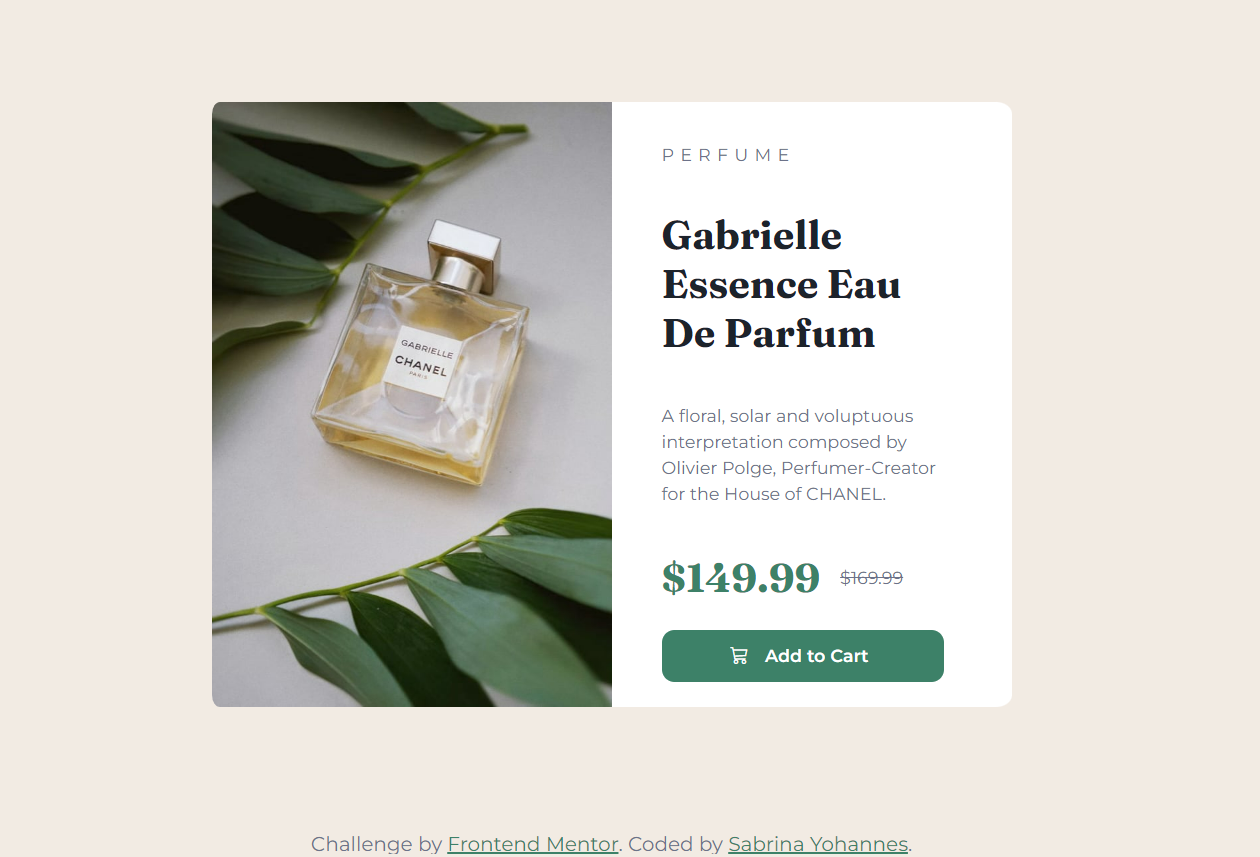 GABRIELLE
CHANEL
PARIS
PERFUME
Gabrielle
Essence Eau
De Parfum
A floral, solar and voluptuous
interpretation composed by
Olivier Polge, Perfumer-Creator
for the House of CHANEL.
$149.99 $169.99
Add to Cart
Challenge by Frontend Mentor. Coded by Sabrina Yohannes.